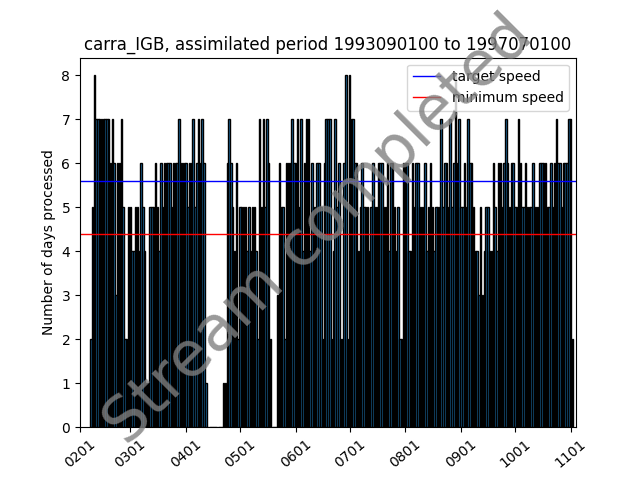 carra_IGB, assimilated period 1993090100 to 1997070100
target speed
minimum speed
Stream completed
Number of days processed
8
7
6
5
4
3
2
1
0
0201 0301 0401 0501 0601 0701 0801 0901 1001 1101